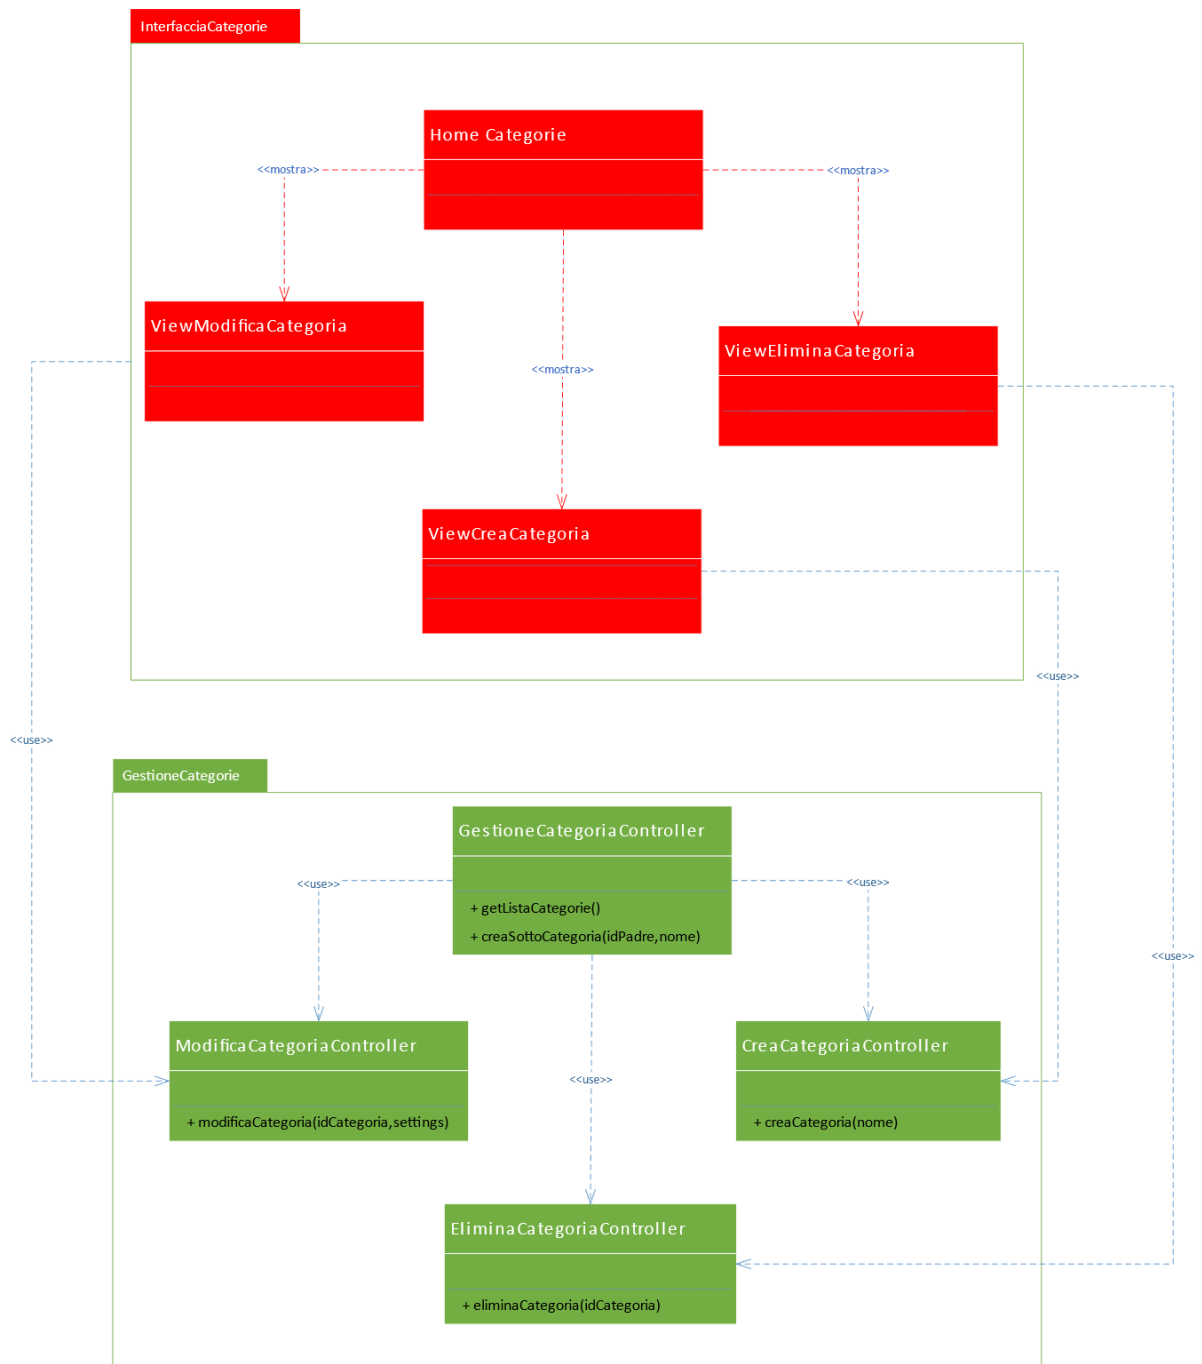 InterfacciaCategorie
Home Categorie
<<mostra>>
<<mostra>>
ViewModificaCategoria
ViewEliminaCategoria
<<mostra>>
ViewCreaCategoria
<<use>>
<<use>>
GestioneCategorie
GestioneCategoriaController
<<use>>
<<use>>
+ getListaCategorie()
+ creaSottoCategoria(idPadre,nome)
<<use>>
ModificaCategoriaController
CreaCategoriaController
<<use>>
+ modificaCategoria(idCategoria,settings)
+ creaCategoria(nome)
EliminaCategoriaController
+ eliminaCategoria(idCategoria)